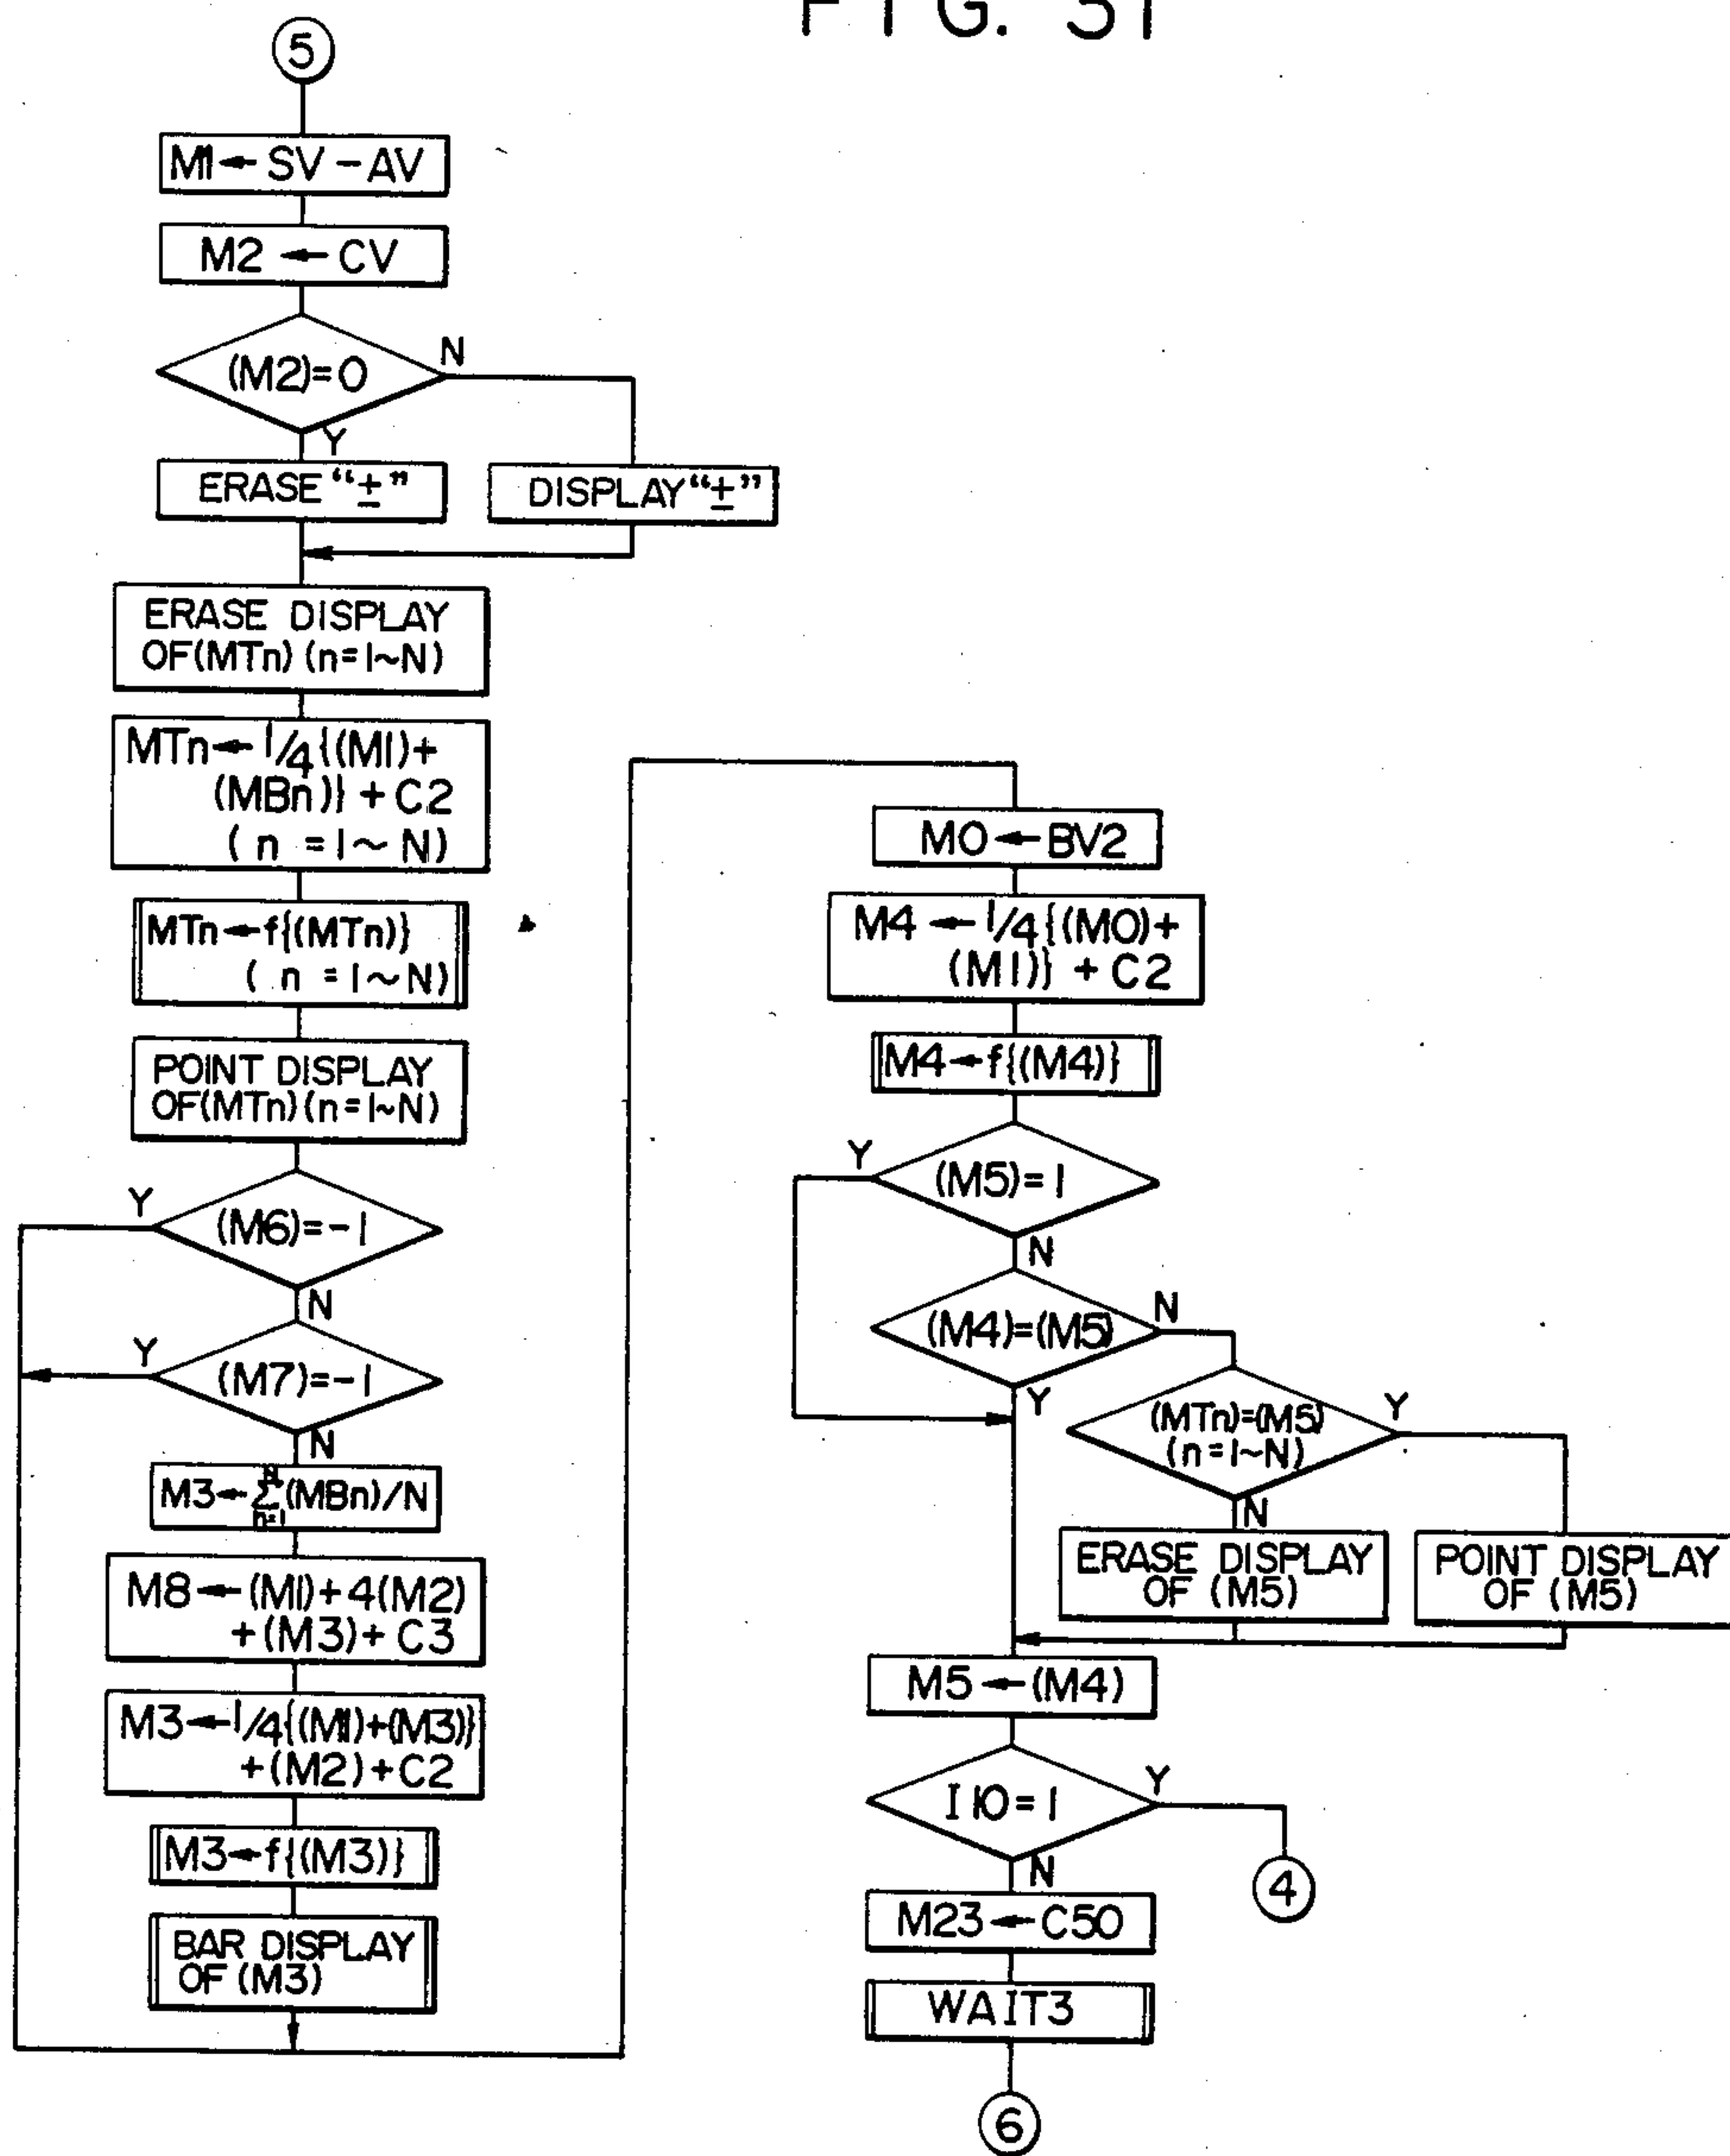 FIG. 31
5
M1←SV-AV
M2←CV
(M2)=0
N
Y
ERASE "±"
DISPLAY "±"
ERASE DISPLAY
OF(MTn)(n=1~N)
MTn←1/4{(M1)+
(MBn)}+C2
(n=1~N)
MTn←f{(MTn)}
(n=1~N)
POINT DISPLAY
OF(MTn)(n=1~N)
Y
(M6)=-1
N
Y
(M7)=-1
N
M3←Σ(MBn)/N
N
n=1
M8←(M1)+4(M2)
+(M3)+C3
M3←1/4{(M1)+(M3)}
+(M2)+C2
M3←f{(M3)}
BAR DISPLAY
OF (M3)
M0←BV2
M4←1/4{(M0)+
(M1)}+C2
M4←f{(M4)}
Y
(M5)=1
N
(M4)=(M5)
N
Y
(MTn)=(M5)
(n=1~N)
Y
N
ERASE DISPLAY
OF (M5)
POINT DISPLAY
OF (M5)
M5←(M4)
I10=1
Y
N
4
M23←C50
WAIT3
6